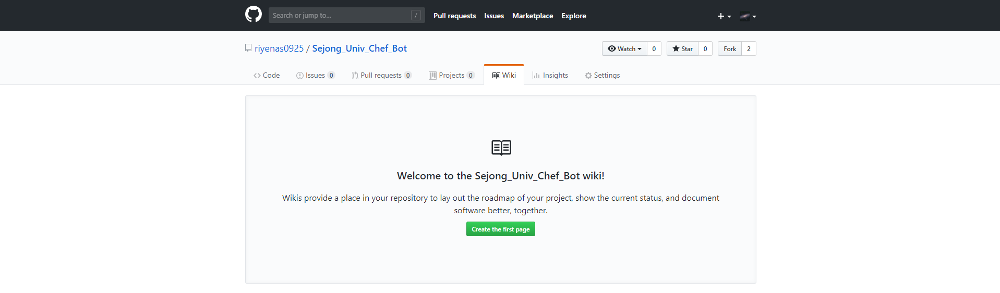 Search or jump to... / Pull requests Issues Marketplace Explore
riyenas0925 / Sejong_Univ_Chef_Bot Watch 0 Star 0 Fork 2
Code Issues 0 Pull requests 0 Projects 0 Wiki Insights Settings
Welcome to the Sejong_Univ_Chef_Bot wiki!
Wikis provide a place in your repository to lay out the roadmap of your project, show the current status, and document
software better, together.
Create the first page